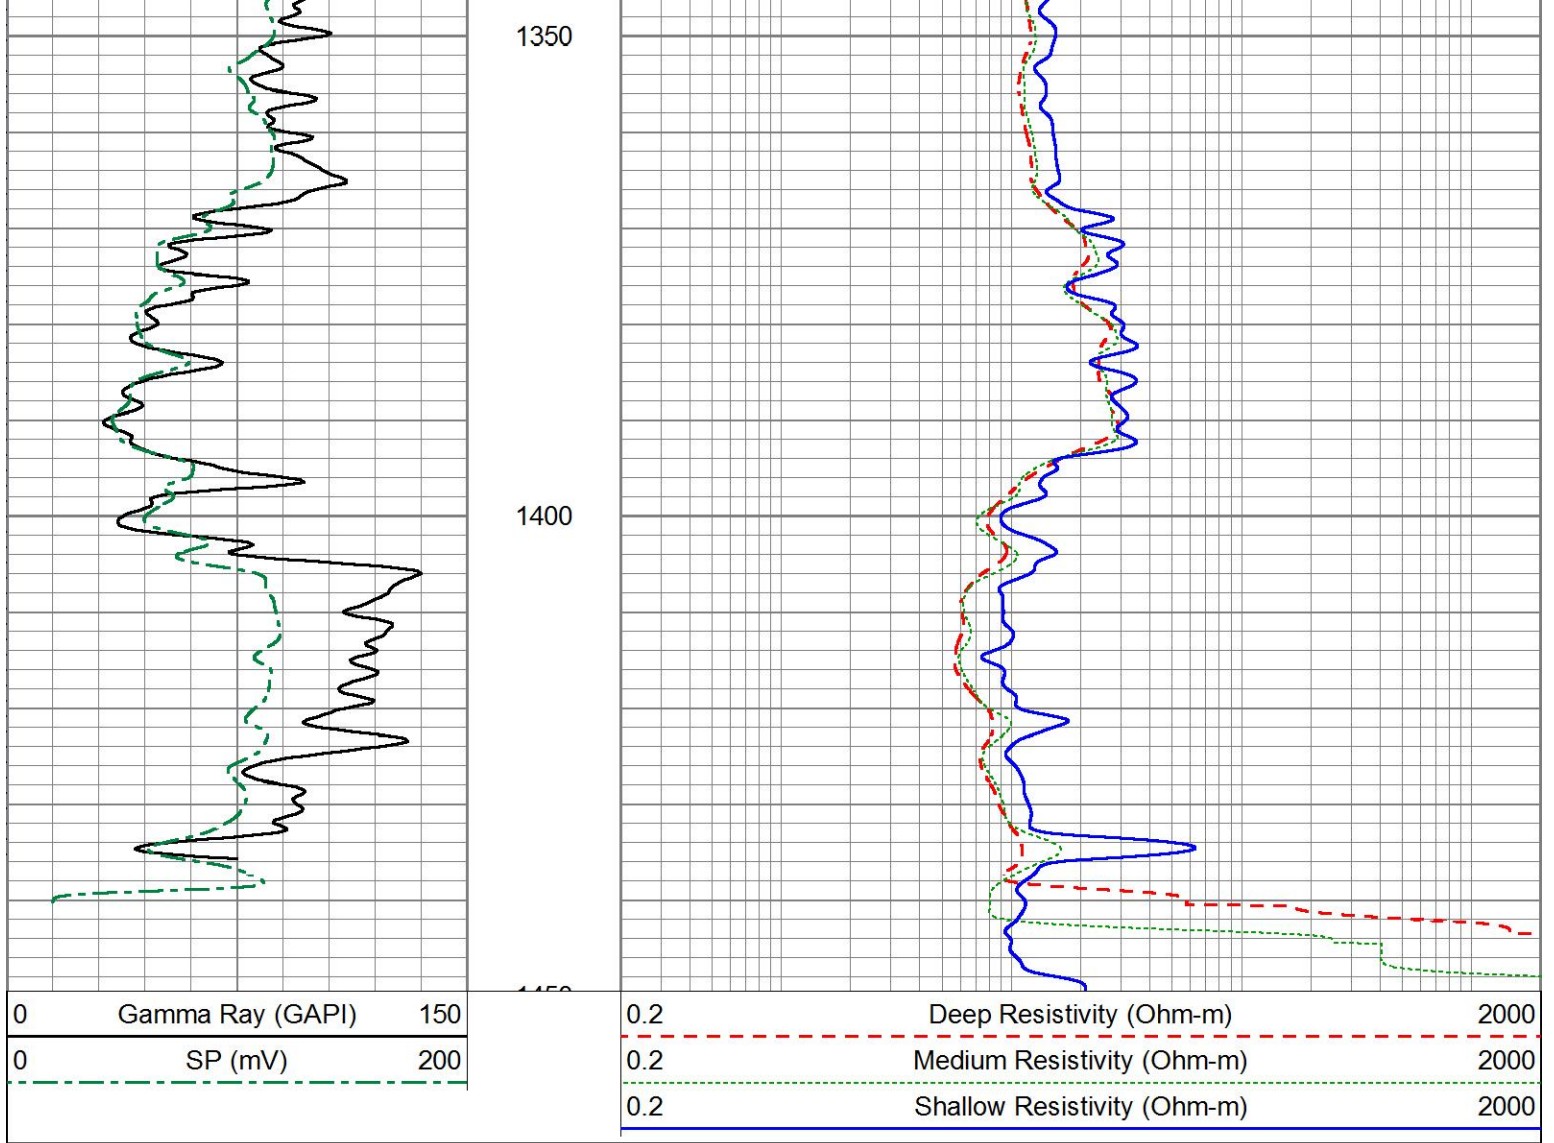 1350
1400
0 Gamma Ray (GAPI) 150
0 SP (mV) 200
0.2 Deep Resistivity (Ohm-m) 2000
0.2 Medium Resistivity (Ohm-m) 2000
0.2 Shallow Resistivity (Ohm-m) 2000